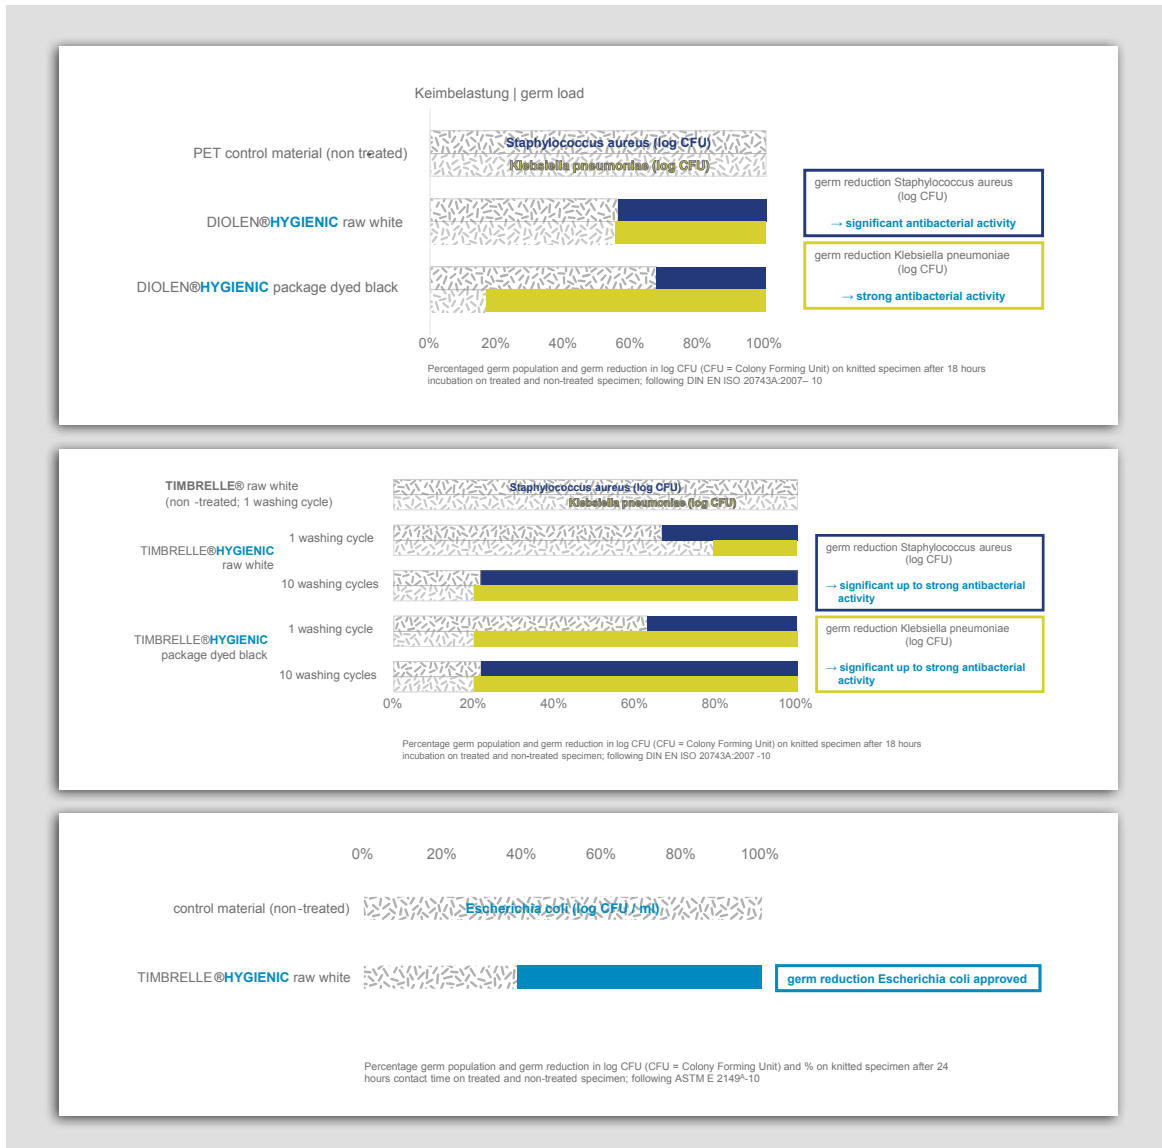 Keimbelastung | germ load
PET control material (non treated)
Staphylococcus aureus (log CFU)
Klebsiella pneumoniae (log CFU)
DIOLEN®HYGIENIC raw white
DIOLEN®HYGIENIC package dyed black
germ reduction Staphylococcus aureus
(log CFU)
→ significant antibacterial activity
germ reduction Klebsiella pneumoniae
(log CFU)
→ strong antibacterial activity
0% 20% 40% 60% 80% 100%
Percentaged germ population and germ reduction in log CFU (CFU = Colony Forming Unit) on knitted specimen after 18 hours
incubation on treated and non-treated specimen; following DIN EN ISO 20743A:2007– 10
TIMBRELLE® raw white
(non -treated; 1 washing cycle)
Staphylococcus aureus (log CFU)
Klebsiella pneumoniae (log CFU)
TIMBRELLE®HYGIENIC
raw white
1 washing cycle
10 washing cycles
TIMBRELLE®HYGIENIC
package dyed black
1 washing cycle
10 washing cycles
germ reduction Staphylococcus aureus
(log CFU)
→ significant up to strong antibacterial
activity
germ reduction Klebsiella pneumoniae
(log CFU)
→ significant up to strong antibacterial
activity
0% 20% 40% 60% 80% 100%
Percentage germ population and germ reduction in log CFU (CFU = Colony Forming Unit) on knitted specimen after 18 hours
incubation on treated and non-treated specimen; following DIN EN ISO 20743A:2007 -10
0% 20% 40% 60% 80% 100%
control material (non-treated)
Escherichia coli (log CFU / ml)
TIMBRELLE®HYGIENIC raw white
germ reduction Escherichia coli approved
Percentage germ population and germ reduction in log CFU (CFU = Colony Forming Unit) and % on knitted specimen after 24
hours contact time on treated and non-treated specimen; following ASTM E 2149ᴬ-10